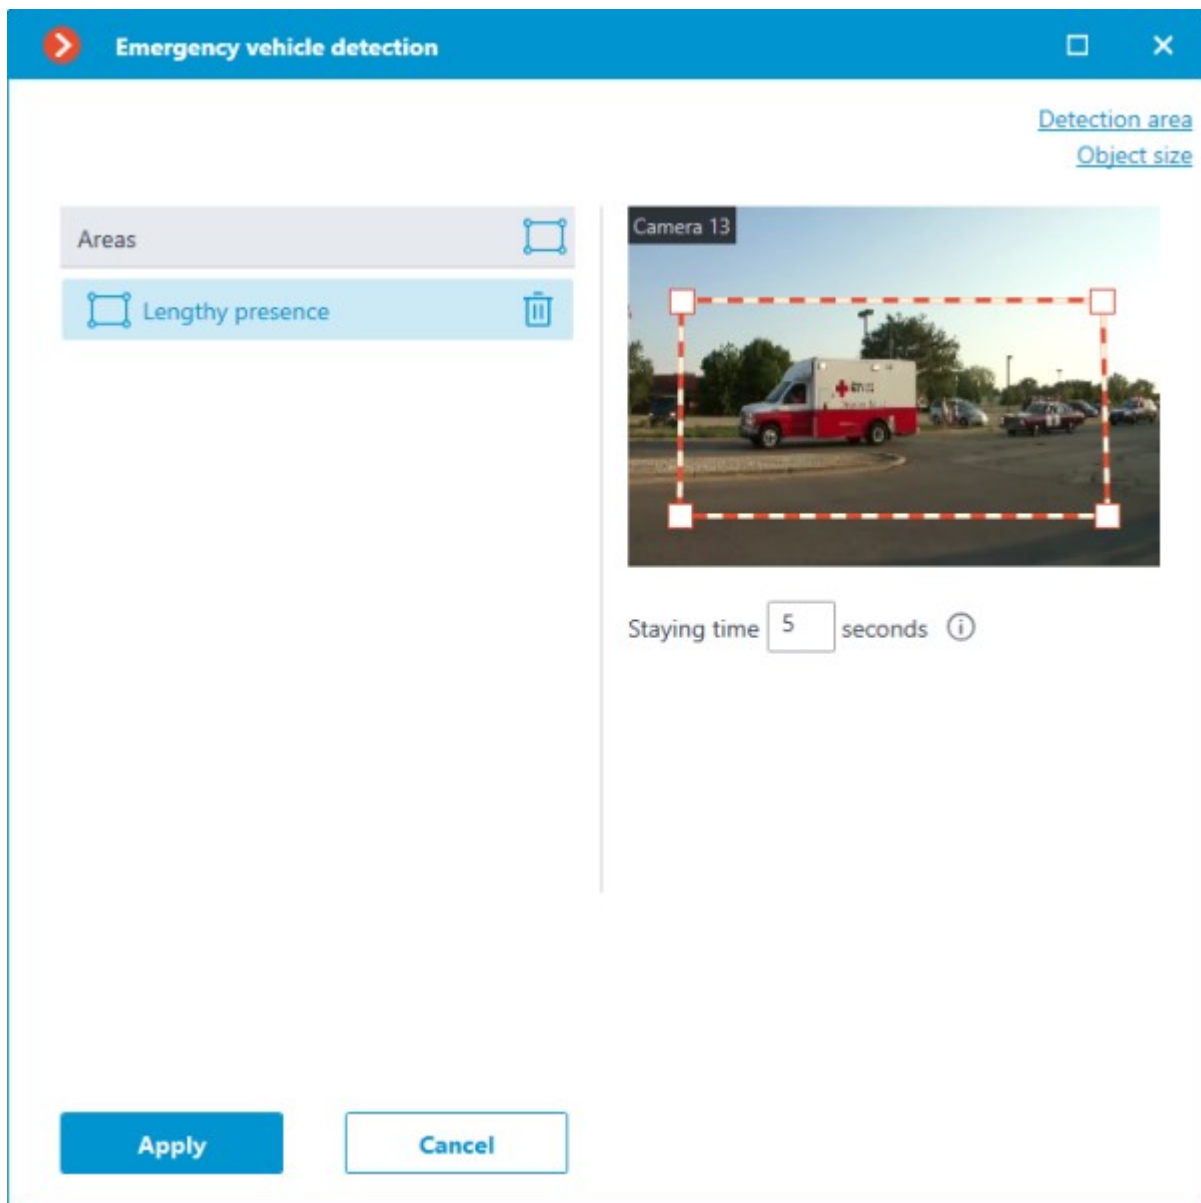 Emergency vehicle detection
Detection area
Object size
Areas
Lengthy presence
Camera 13
Staying time 5 seconds
Apply
Cancel